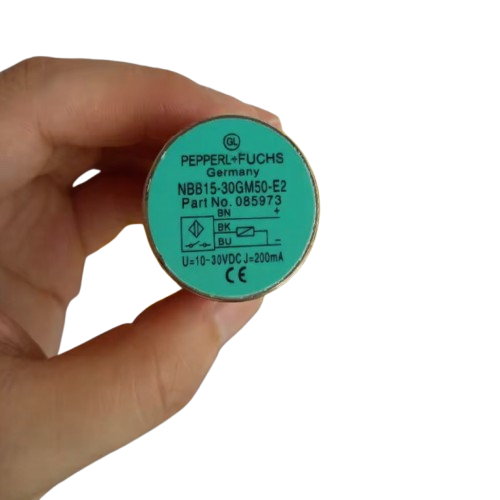 GL
PEPPERL+FUCHS
Germany
NBB15-30GM50-E2
Part No. 085973
BN +
BK
BU -
U=10-30VDC J=200mA
CE